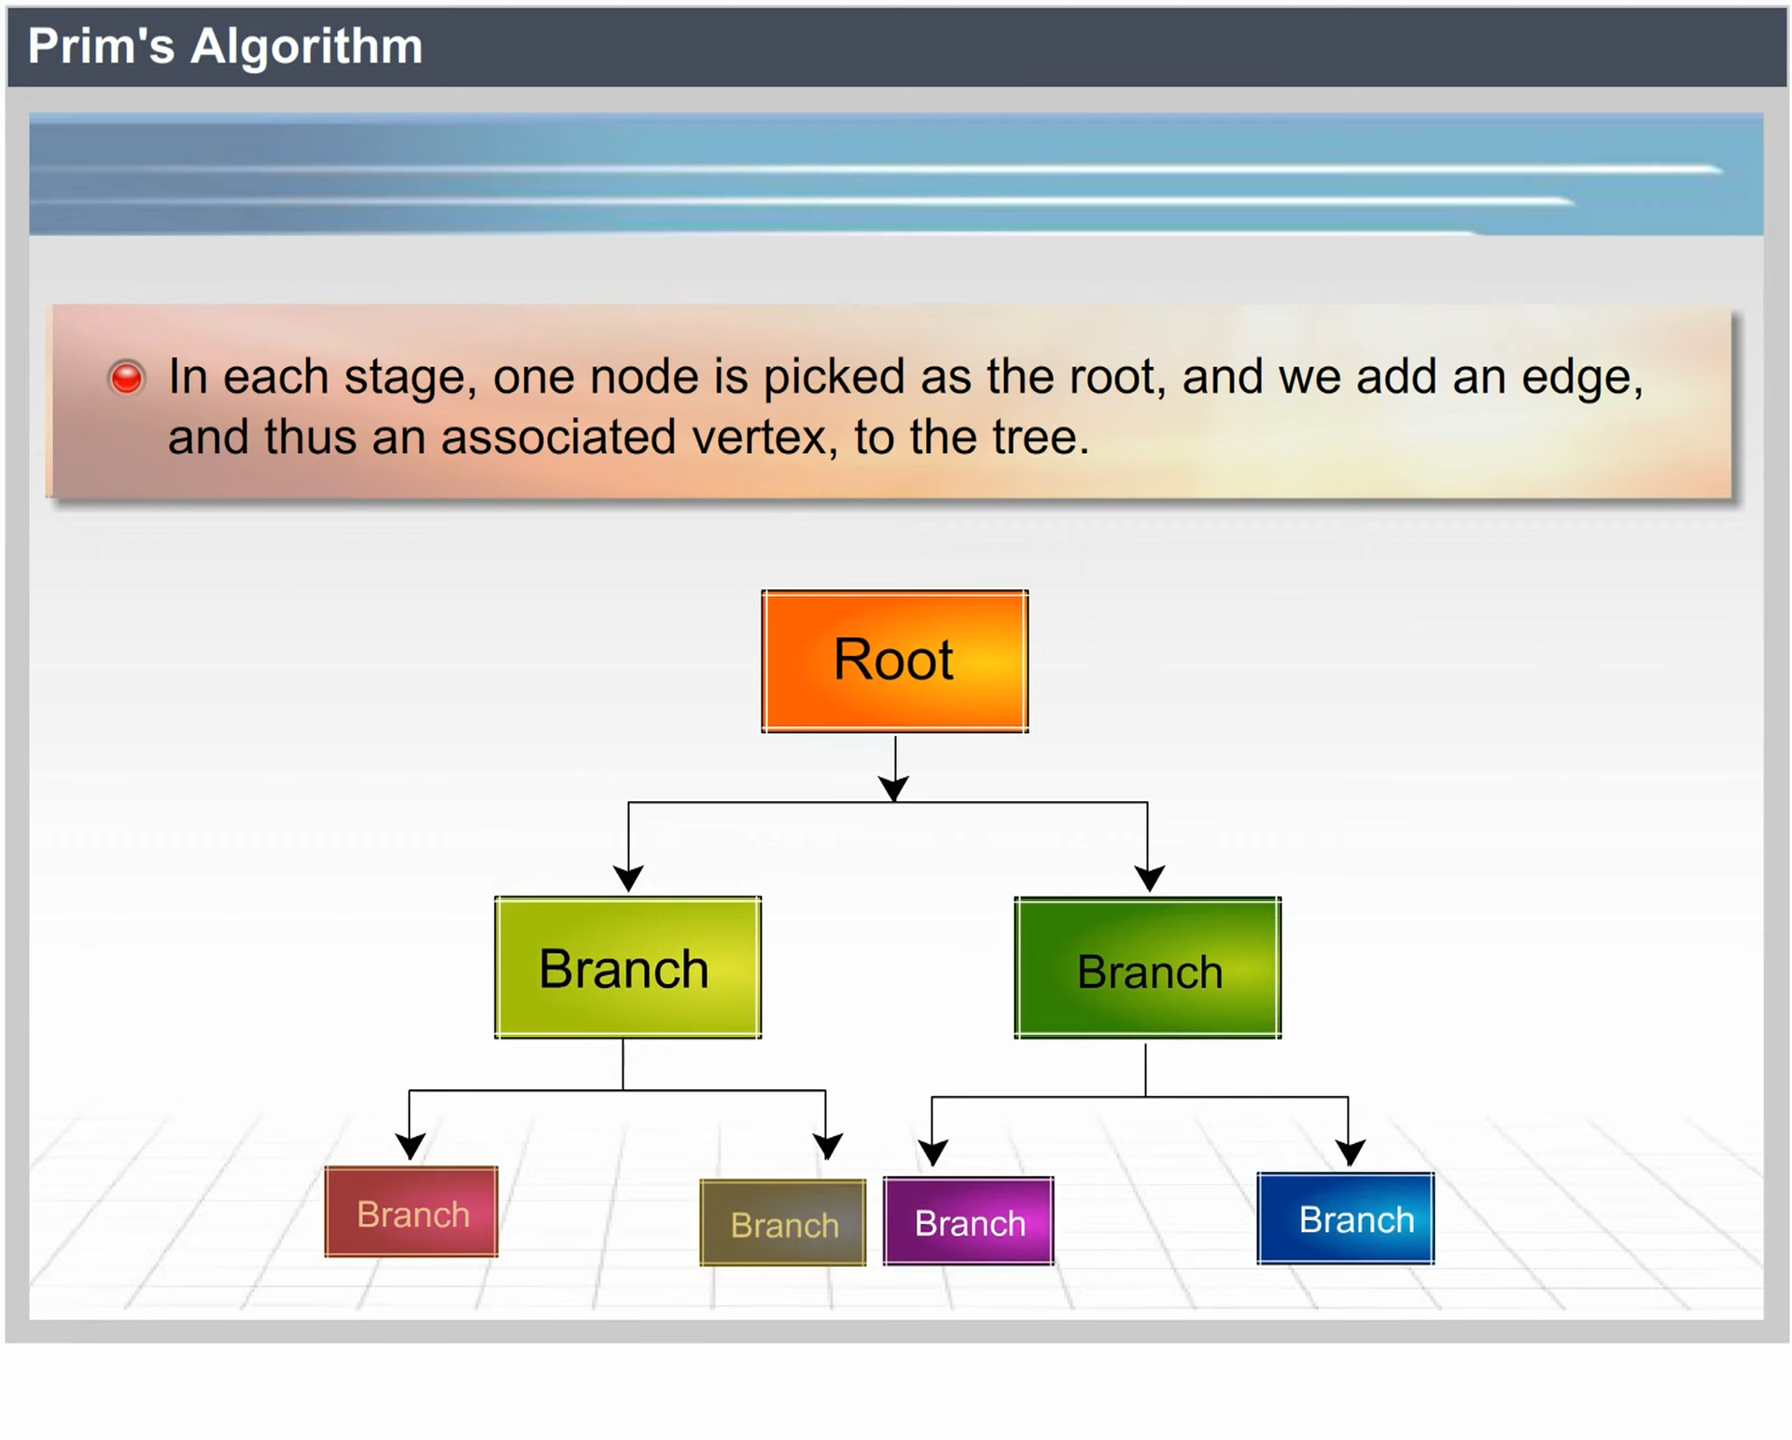 Prim's Algorithm
In each stage, one node is picked as the root, and we add an edge,
and thus an associated vertex, to the tree.
Root
Branch
Branch
Branch
Branch
Branch
Branch